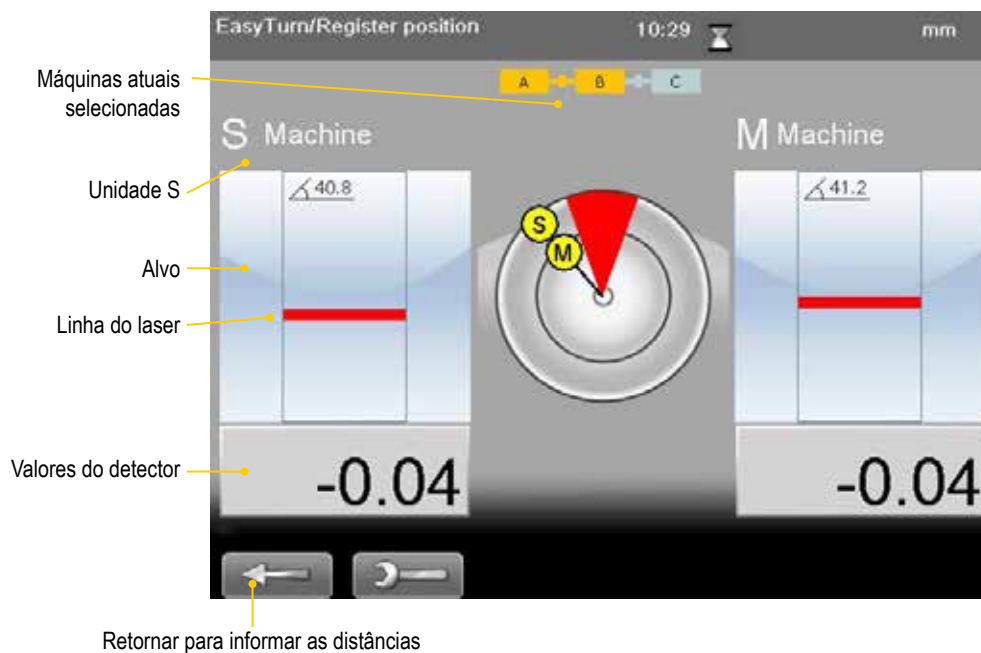 EasyTurn/Register position 10:29 mm
Máquinas atuais
selecionadas
A B C
S Machine
M Machine
Unidade S
40.8
41.2
S
M
Alvo
Linha do laser
Valores do detector
-0.04
-0.04
Retornar para informar as distâncias